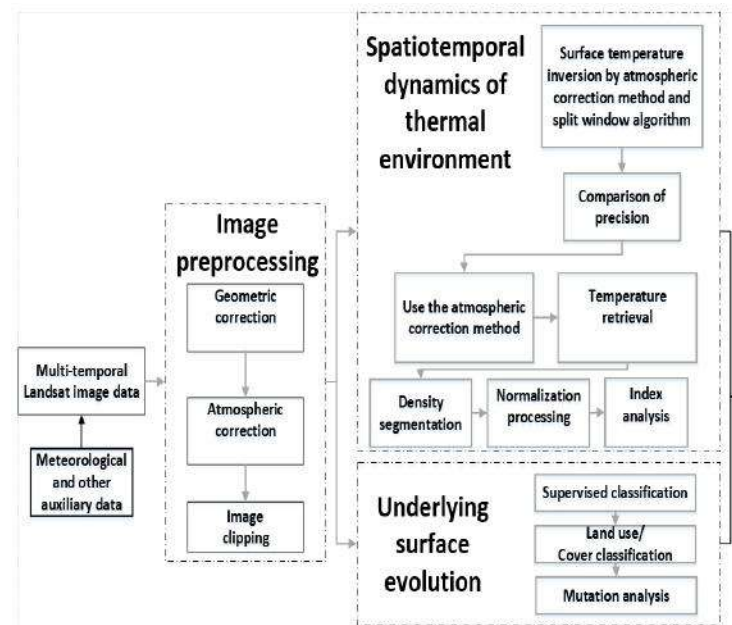 Multi-temporal
Landsat image data
Meteorological
and other
auxiliary data
Image
preprocessing
Geometric
correction
Atmospheric
correction
Image
clipping
Spatiotemporal
dynamics of
thermal
environment
Surface temperature
inversion by atmospheric
correction method and
split window algorithm
Comparison of
precision
Use the atmospheric
correction method
Temperature
retrieval
Density
segmentation
Normalization
processing
Index
analysis
Underlying
surface
evolution
Supervised classification
Land use/
Cover classification
Mutation analysis